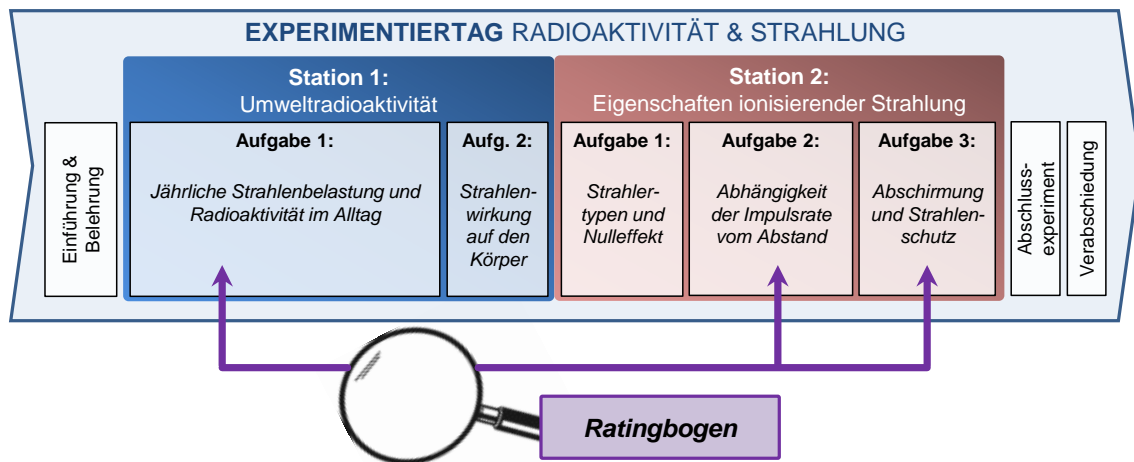 EXPERIMENTIERTAG RADIOAKTIVITÄT & STRAHLUNG
Einführung &
Belehrung
Station 1:
Umweltradioaktivität
Aufgabe 1:
Jährliche Strahlenbelastung und
Radioaktivität im Alltag
Aufg. 2:
Strahlen-
wirkung
auf den
Körper
Station 2:
Eigenschaften ionisierender Strahlung
Aufgabe 1:
Strahler-
typen und
Nulleffekt
Aufgabe 2:
Abhängigkeit
der Impulsrate
vom Abstand
Aufgabe 3:
Abschirmung
und Strahlen-
schutz
Abschluss-
experiment
Verabschiedung
Ratingbogen